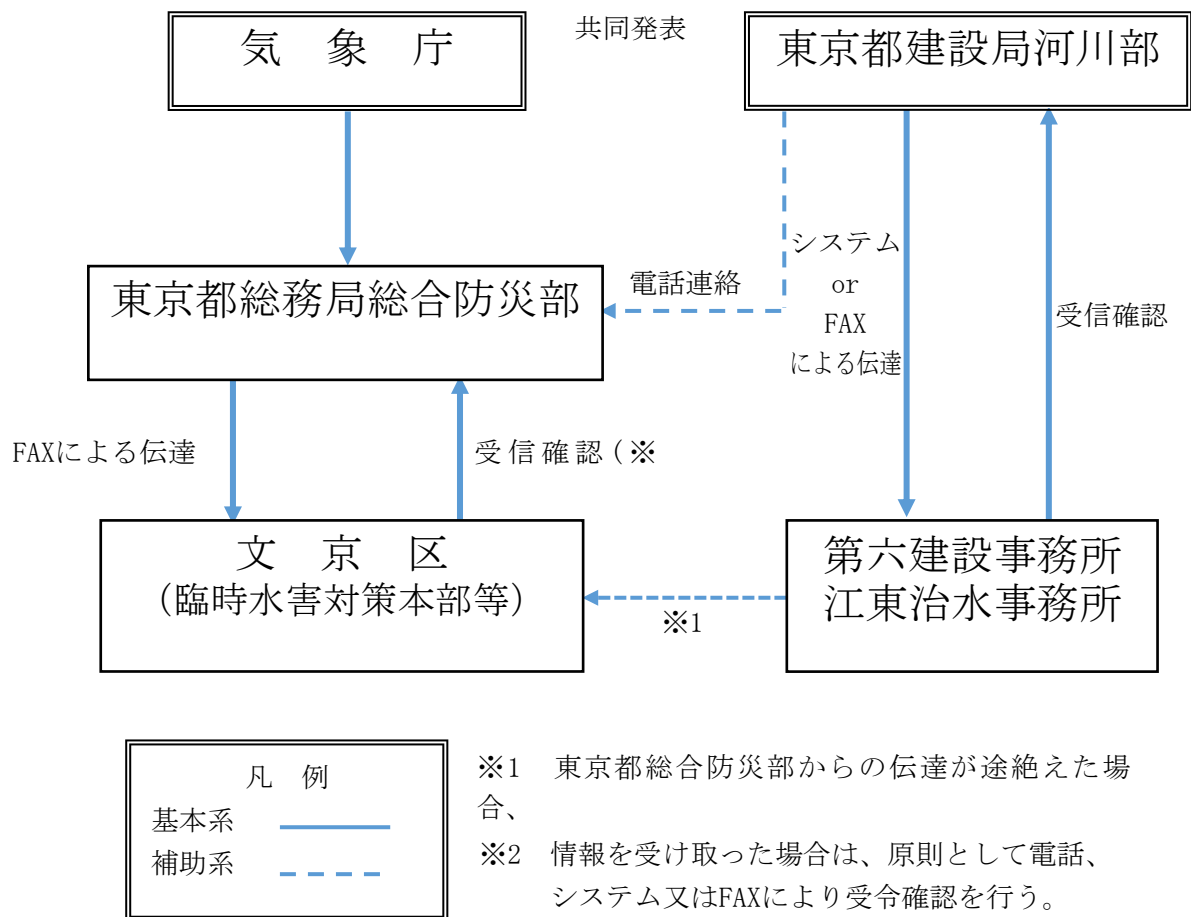 気　象　庁
共同発表
東京都建設局河川部
システム
or
FAX
による伝達
電話連絡
東京都総務局総合防災部
受信確認
FAXによる伝達
受信確認(※
文　京　区
(臨時水害対策本部等)
第六建設事務所
江東治水事務所
※1
凡　例
基本系
補助系
※1　東京都総合防災部からの伝達が途絶えた場
合、
※2　情報を受け取った場合は、原則として電話、
システム又はFAXにより受令確認を行う。